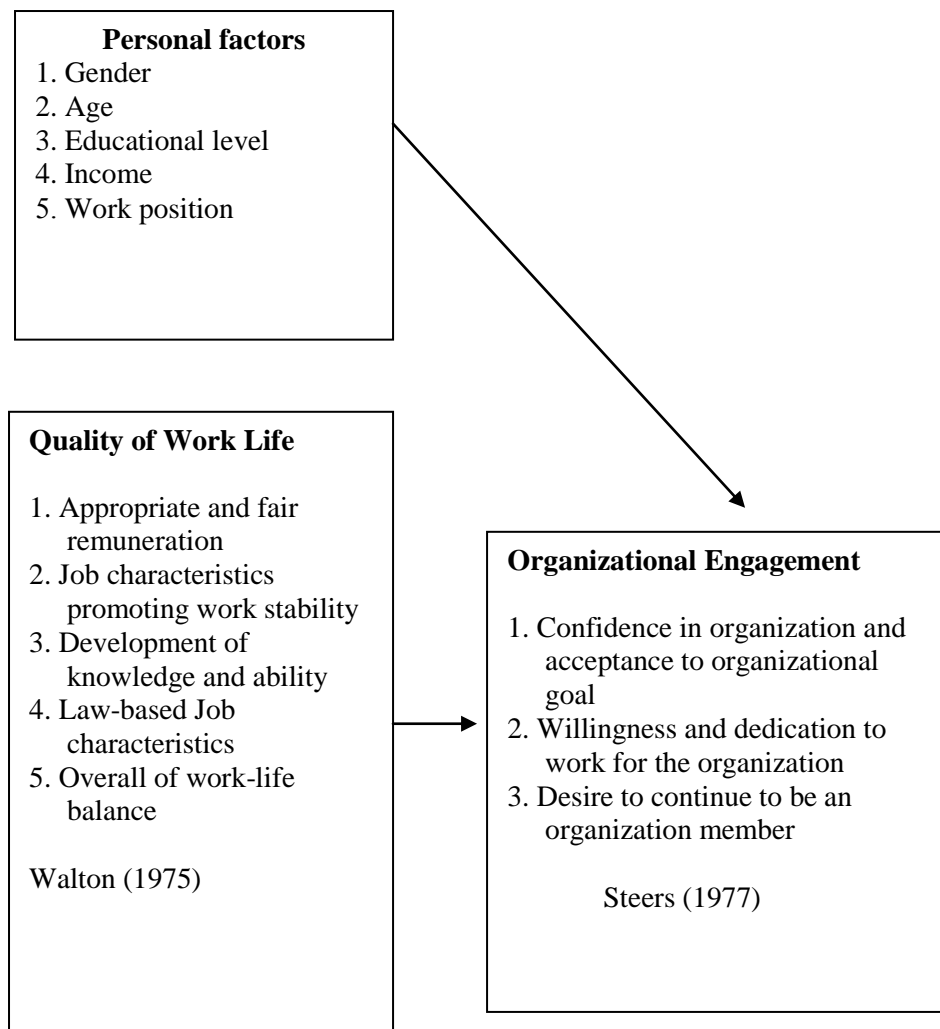 Personal factors
1. Gender
2. Age
3. Educational level
4. Income
5. Work position
Quality of Work Life
1. Appropriate and fair
remuneration
2. Job characteristics
promoting work stability
3. Development of
knowledge and ability
4. Law-based Job
characteristics
5. Overall of work-life
balance
Walton (1975)
Organizational Engagement
1. Confidence in organization and
acceptance to organizational
goal
2. Willingness and dedication to
work for the organization
3. Desire to continue to be an
organization member
Steers (1977)